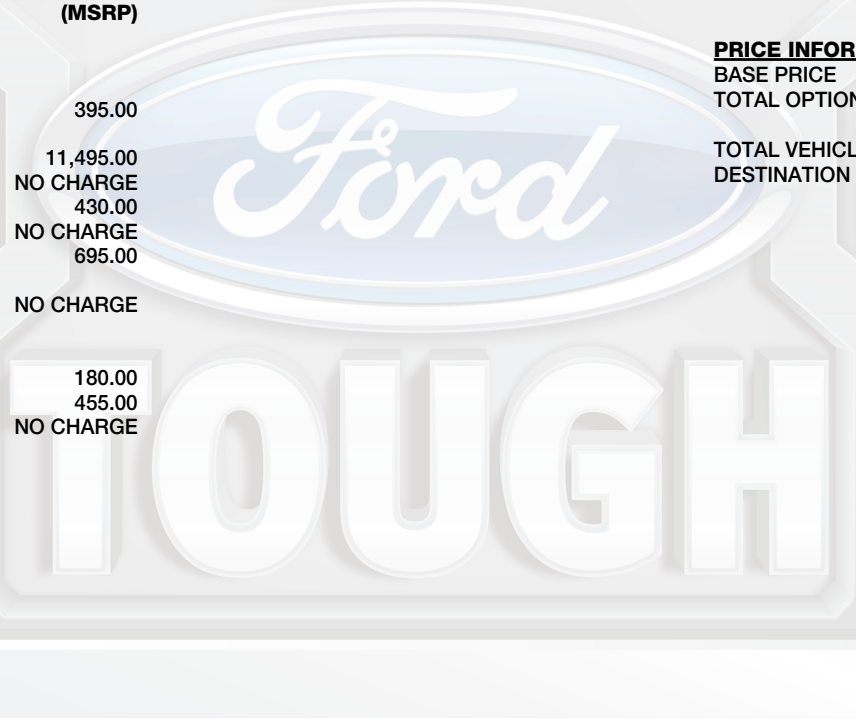 (MSRP)
395.00
11,495.00
NO CHARGE
430.00
NO CHARGE
695.00
NO CHARGE
180.00
455.00
NO CHARGE
PRICE INFOR
BASE PRICE
TOTAL OPTION
TOTAL VEHICL
DESTINATION
Ford
TOUGH